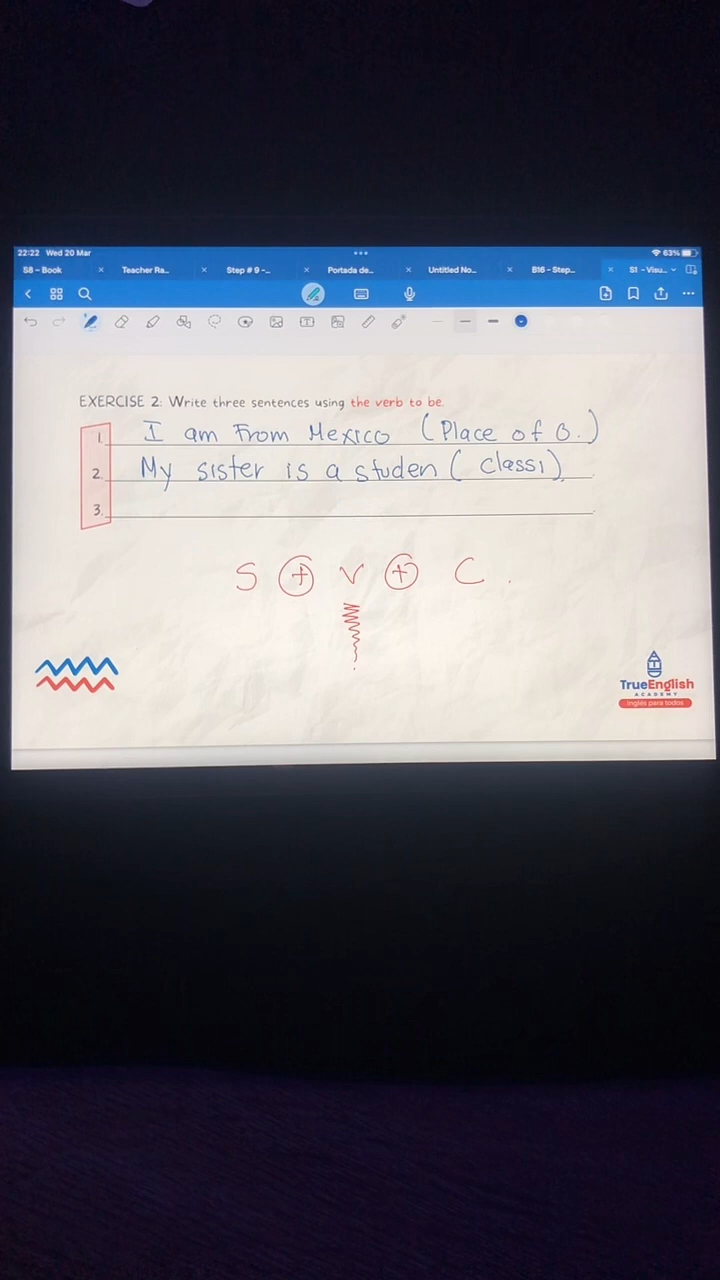 22:22 Wed 20 Mar
63%
S8 – Book
Teacher Ra...
Step # 9 -...
Portada de...
Untitled No...
B16 – Step...
S1 - Visu...
EXERCISE 2: Write three sentences using the verb to be.
1. I am From Mexico (Place of O.)
2. My sister is a studen ( classi)
3.
S + V + C.
TrueEnglish
ACADEMY
Inglés para todos